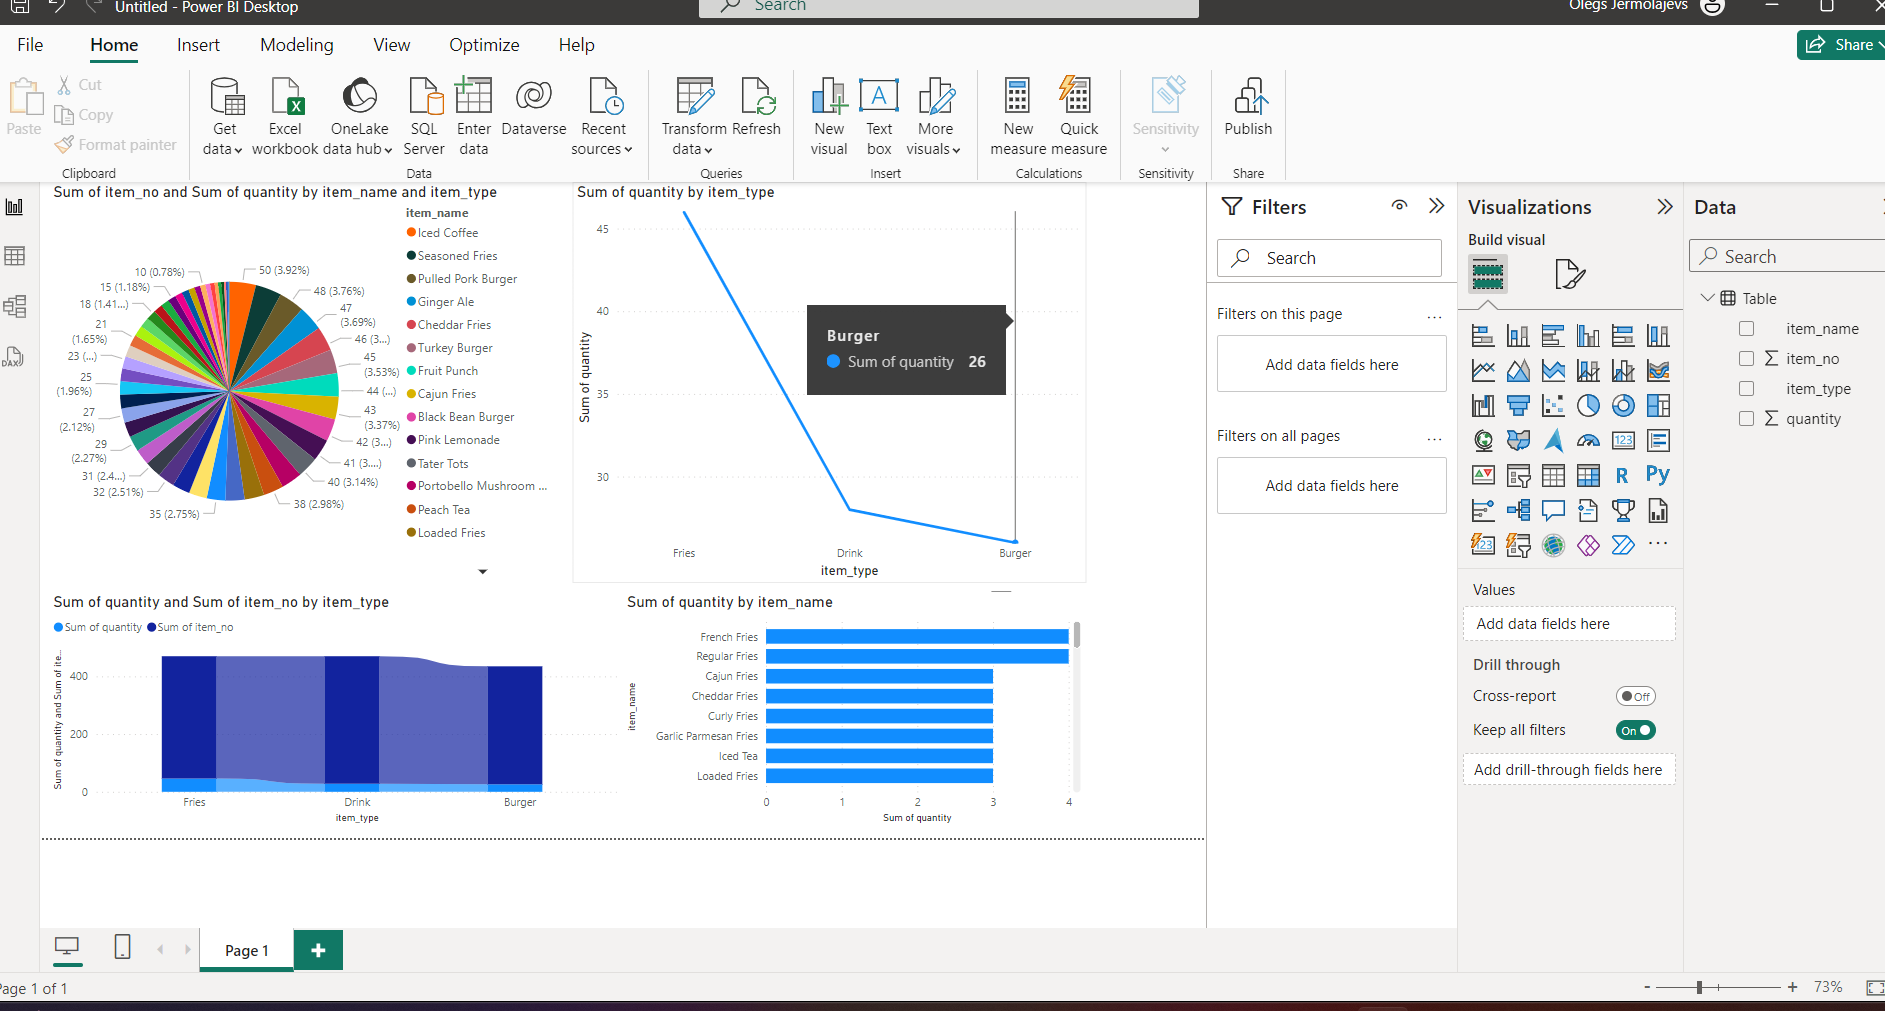 Untitled - Power BI Desktop
Search
Olegs Jermolajevs
File Home Insert Modeling View Optimize Help
Share
Paste
Cut
Copy
Format painter
Clipboard
Get data
Excel workbook
OneLake data hub
SQL Server
Enter data
Dataverse
Recent sources
Data
Transform data
Refresh
Queries
New visual
Text box
More visuals
Insert
New measure
Quick measure
Calculations
Sensitivity
Sensitivity
Publish
Share
DAX
Sum of item_no and Sum of quantity by item_name and item_type
item_name
Iced Coffee
Seasoned Fries
Pulled Pork Burger
Ginger Ale
Cheddar Fries
Turkey Burger
Fruit Punch
Cajun Fries
Black Bean Burger
Pink Lemonade
Tater Tots
Portobello Mushroom ...
Peach Tea
Loaded Fries
50 (3.92%)
48 (3.76%)
47 (3.69%)
46 (3...)
45 (3.53%)
44 (...)
43 (3.37%)
42 (3...)
41 (3....)
40 (3.14%)
38 (2.98%)
35 (2.75%)
32 (2.51%)
31 (2.4...)
29 (2.27%)
27 (2.12%)
25 (1.96%)
23 (...)
21 (1.65%)
18 (1.41...)
15 (1.18%)
10 (0.78%)
Sum of quantity by item_type
Sum of quantity
45
40
35
30
Fries Drink Burger
item_type
Burger
Sum of quantity 26
Sum of quantity and Sum of item_no by item_type
Sum of quantity Sum of item_no
Sum of quantity and Sum of ite...
400
200
0
Fries Drink Burger
item_type
Sum of quantity by item_name
item_name
French Fries
Regular Fries
Cajun Fries
Cheddar Fries
Curly Fries
Garlic Parmesan Fries
Iced Tea
Loaded Fries
0 1 2 3 4
Sum of quantity
Filters
Search
Filters on this page ...
Add data fields here
Filters on all pages ...
Add data fields here
Visualizations
Build visual
123
R Py
123
...
Values
Add data fields here
Drill through
Cross-report Off
Keep all filters On
Add drill-through fields here
Data
Search
Table
item_name
Σ item_no
item_type
Σ quantity
Page 1
+
Page 1 of 1
- + 73%